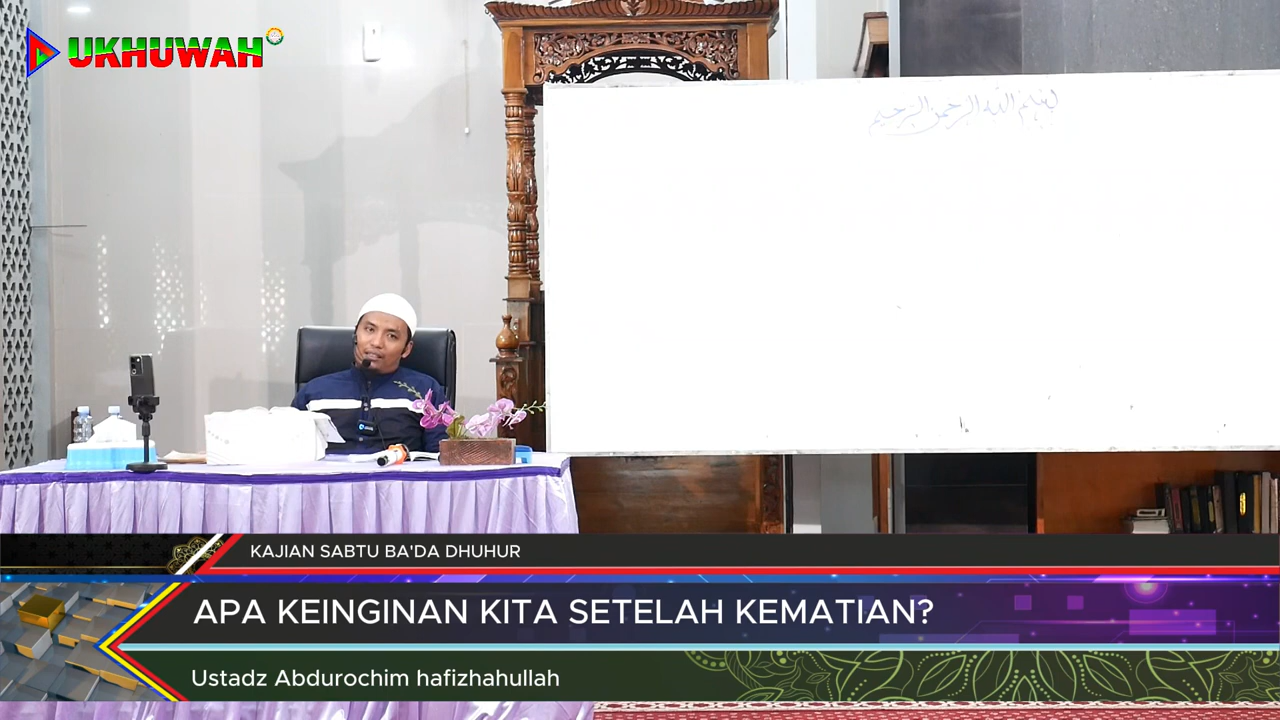 UKHUWAH
بسم الله الرحمن الرحيم
KAJIAN SABTU BA'DA DHUHUR
APA KEINGINAN KITA SETELAH KEMATIAN?
Ustadz Abdurochim hafizhahullah